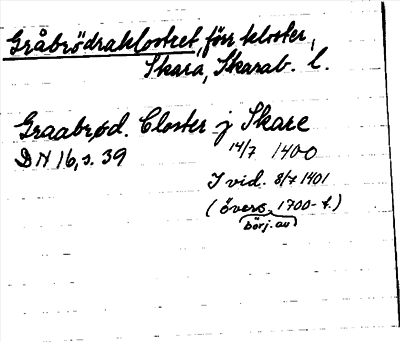 Gråbrödraklostret, förr kloster,
Skara, Skarab. l.
Graabrød. Closter j Skare
DN 16, s. 39 14/7 1400
I vid. 8/7 1401
(övers. 1700-t.)
börj. av